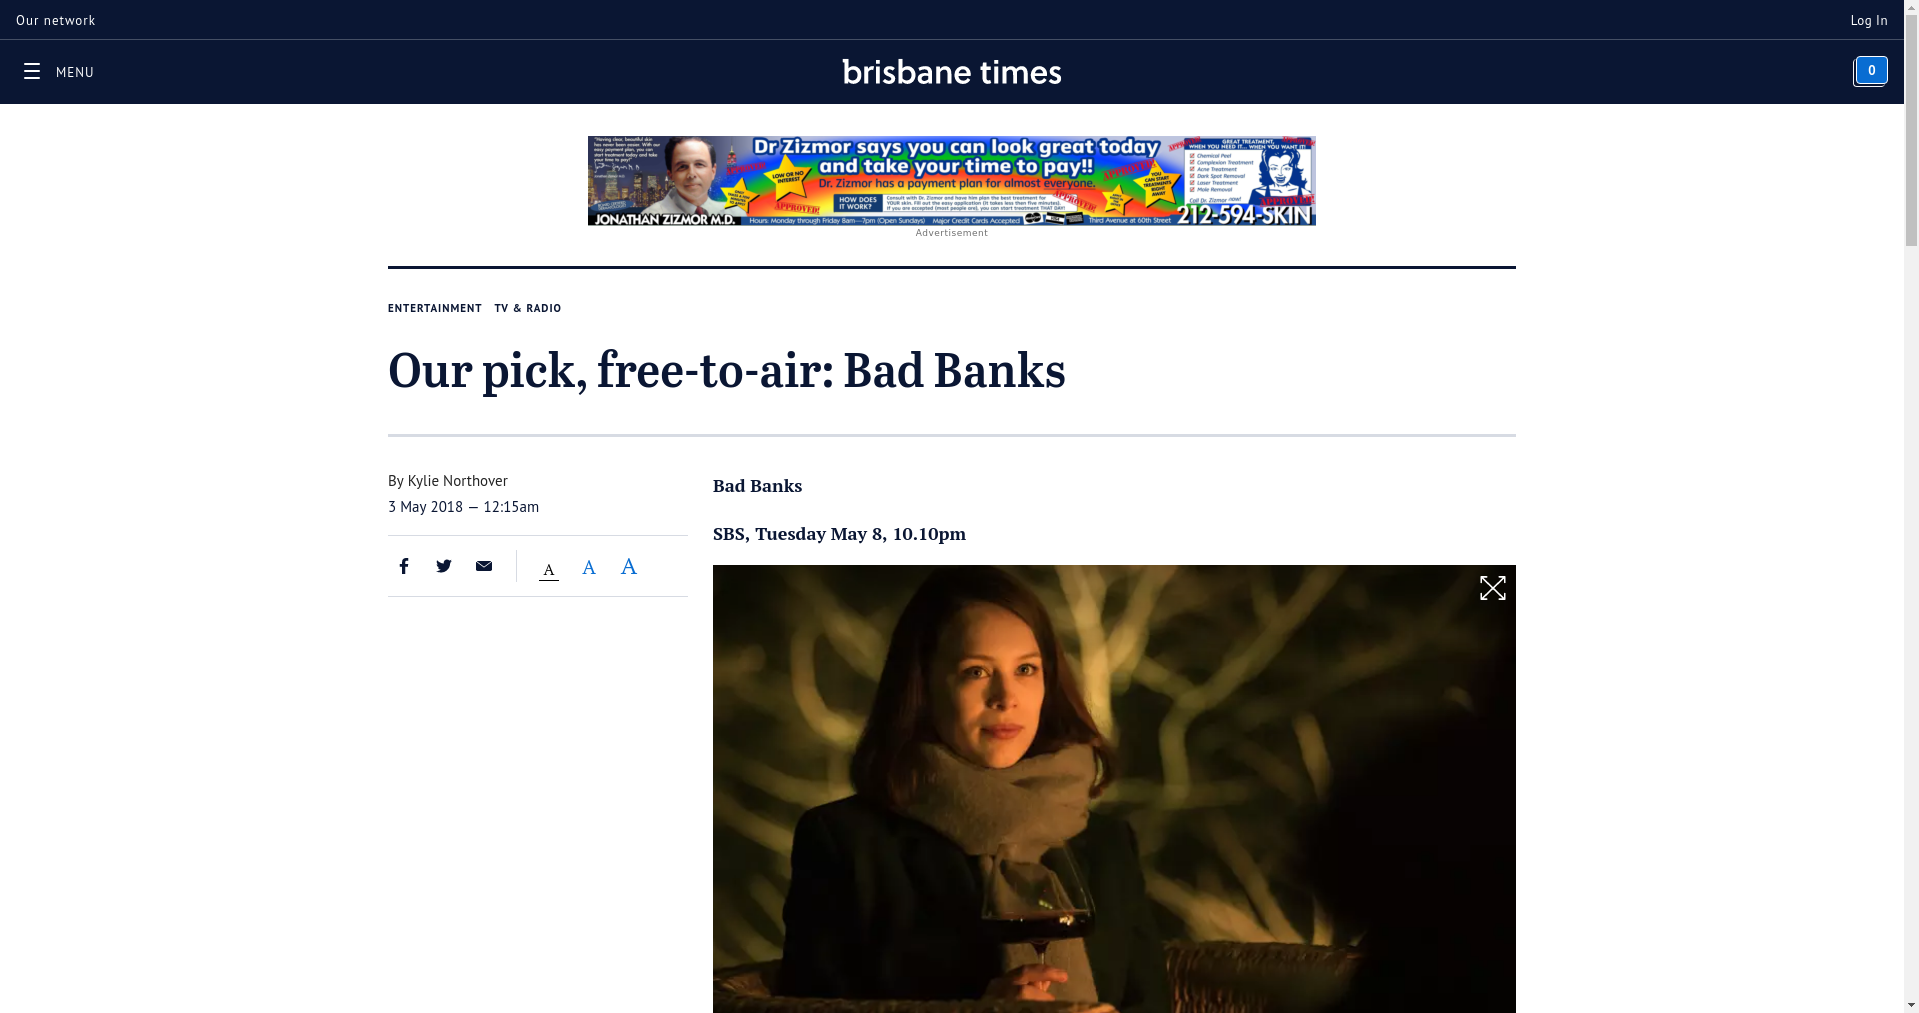 Our network
Log In
MENU
brisbane times
0
Dr Zizmor says you can look great today
and take your time to pay!!
Dr. Zizmor has a payment plan for almost everyone.
LOW OR NO
INTEREST
HOW DOES
IT WORK?
APPROVED!
YOU CAN START TREATMENTS RIGHT AWAY
GREAT TREATMENT,
WHEN YOU NEED IT... WHEN YOU WANT IT!
Chemical Peel
Complexion Treatment
Acne Treatment
Dark Spot Removal
Laser Treatment
Mole Removal
Call Dr. Zizmor now!
JONATHAN ZIZMOR M.D.
Hours: Monday through Friday 8am—7pm (Open Sundays) Major Credit Cards Accepted
Third Avenue at 60th Street
212-594-SKIN
Advertisement
ENTERTAINMENT TV & RADIO
Our pick, free-to-air: Bad Banks
By Kylie Northover
3 May 2018 — 12:15am
A A A
Bad Banks
SBS, Tuesday May 8, 10.10pm